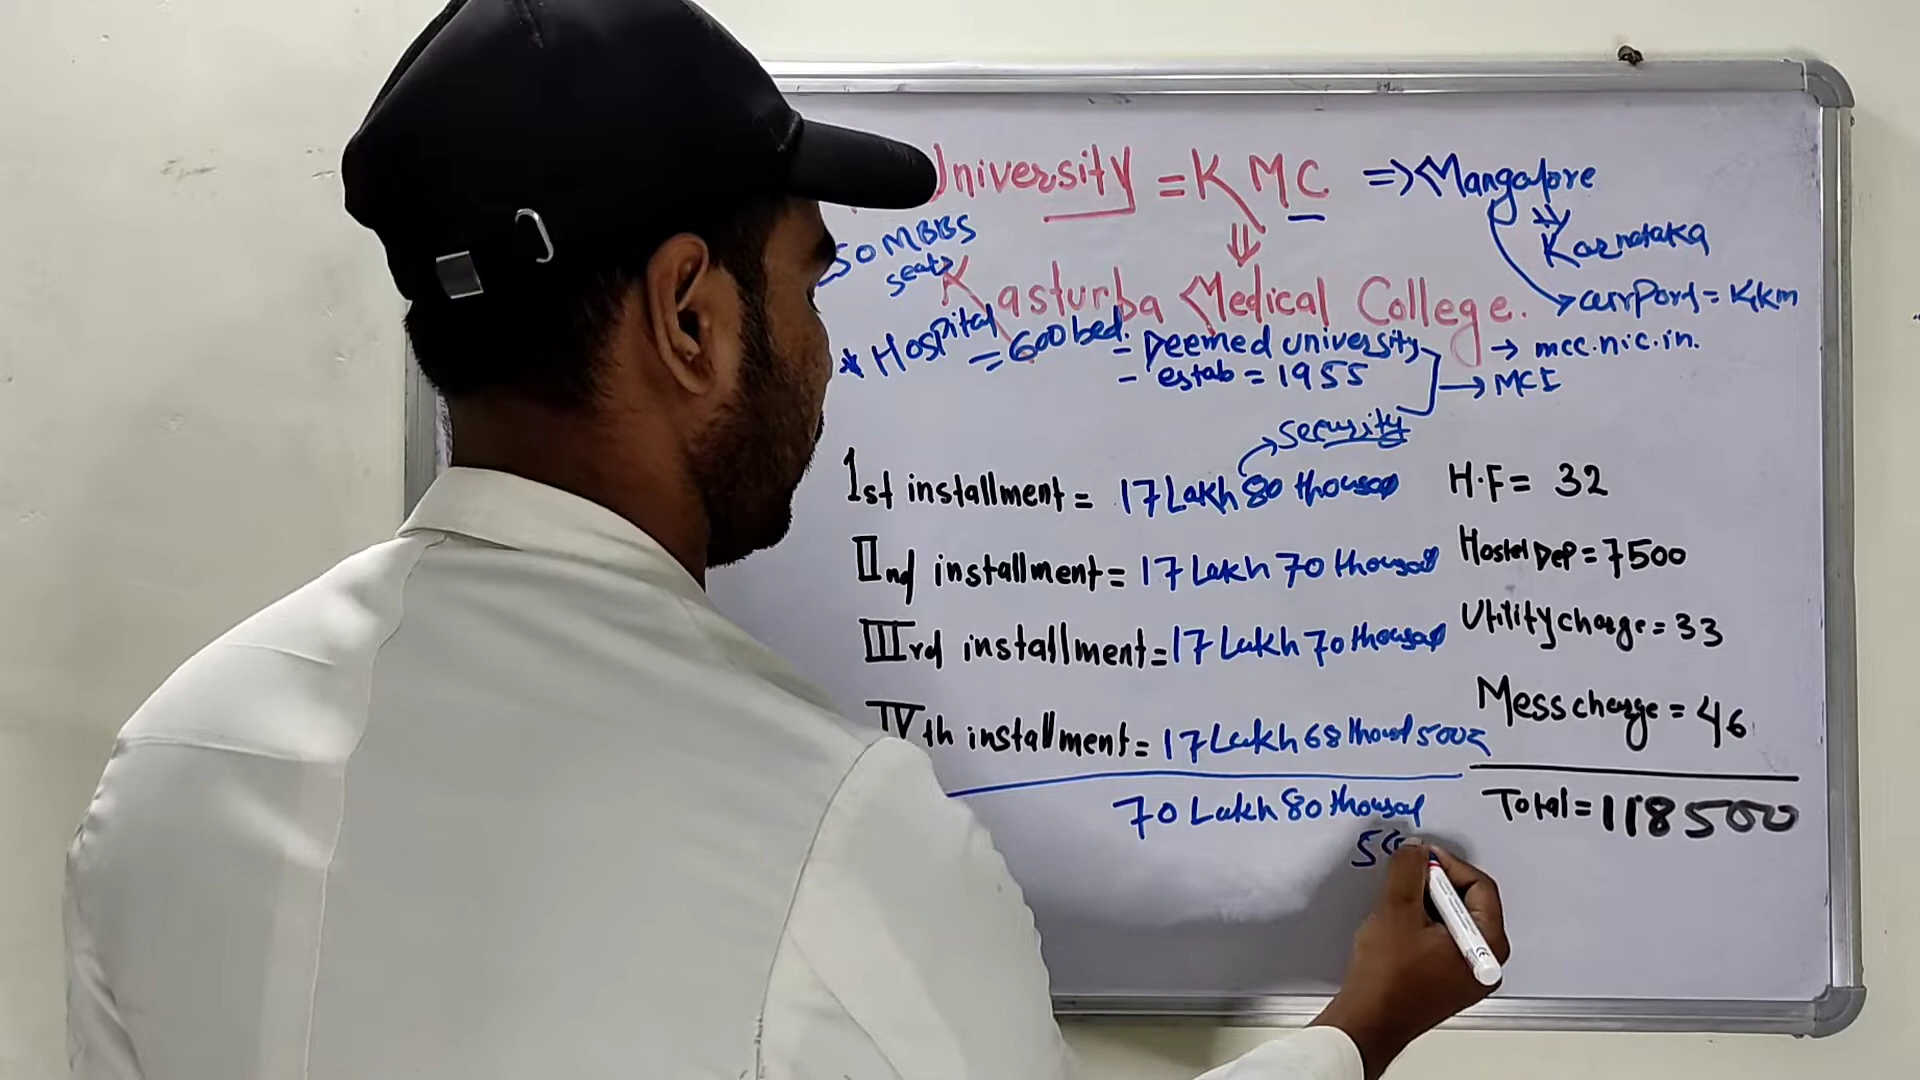 University = KMC => Mangalore
50 MBBS seats
Karnataka
Kasturba Medical College.
airport = 4km
* Hospital = 600 bed.
- Deemed university
- estab = 1955
→ mcc.nic.in.
→ MCI
security
1st installment = 17 Lakh 80 thousand
H.F = 32
IInd installment = 17 Lakh 70 thousand
Hostel Dep = 7500
IIIrd installment = 17 Lakh 70 thousand
Utility charge = 33
IVth installment = 17 Lakh 68 thousand 500
Mess charge = 46
70 Lakh 80 thousand
Total = 118500